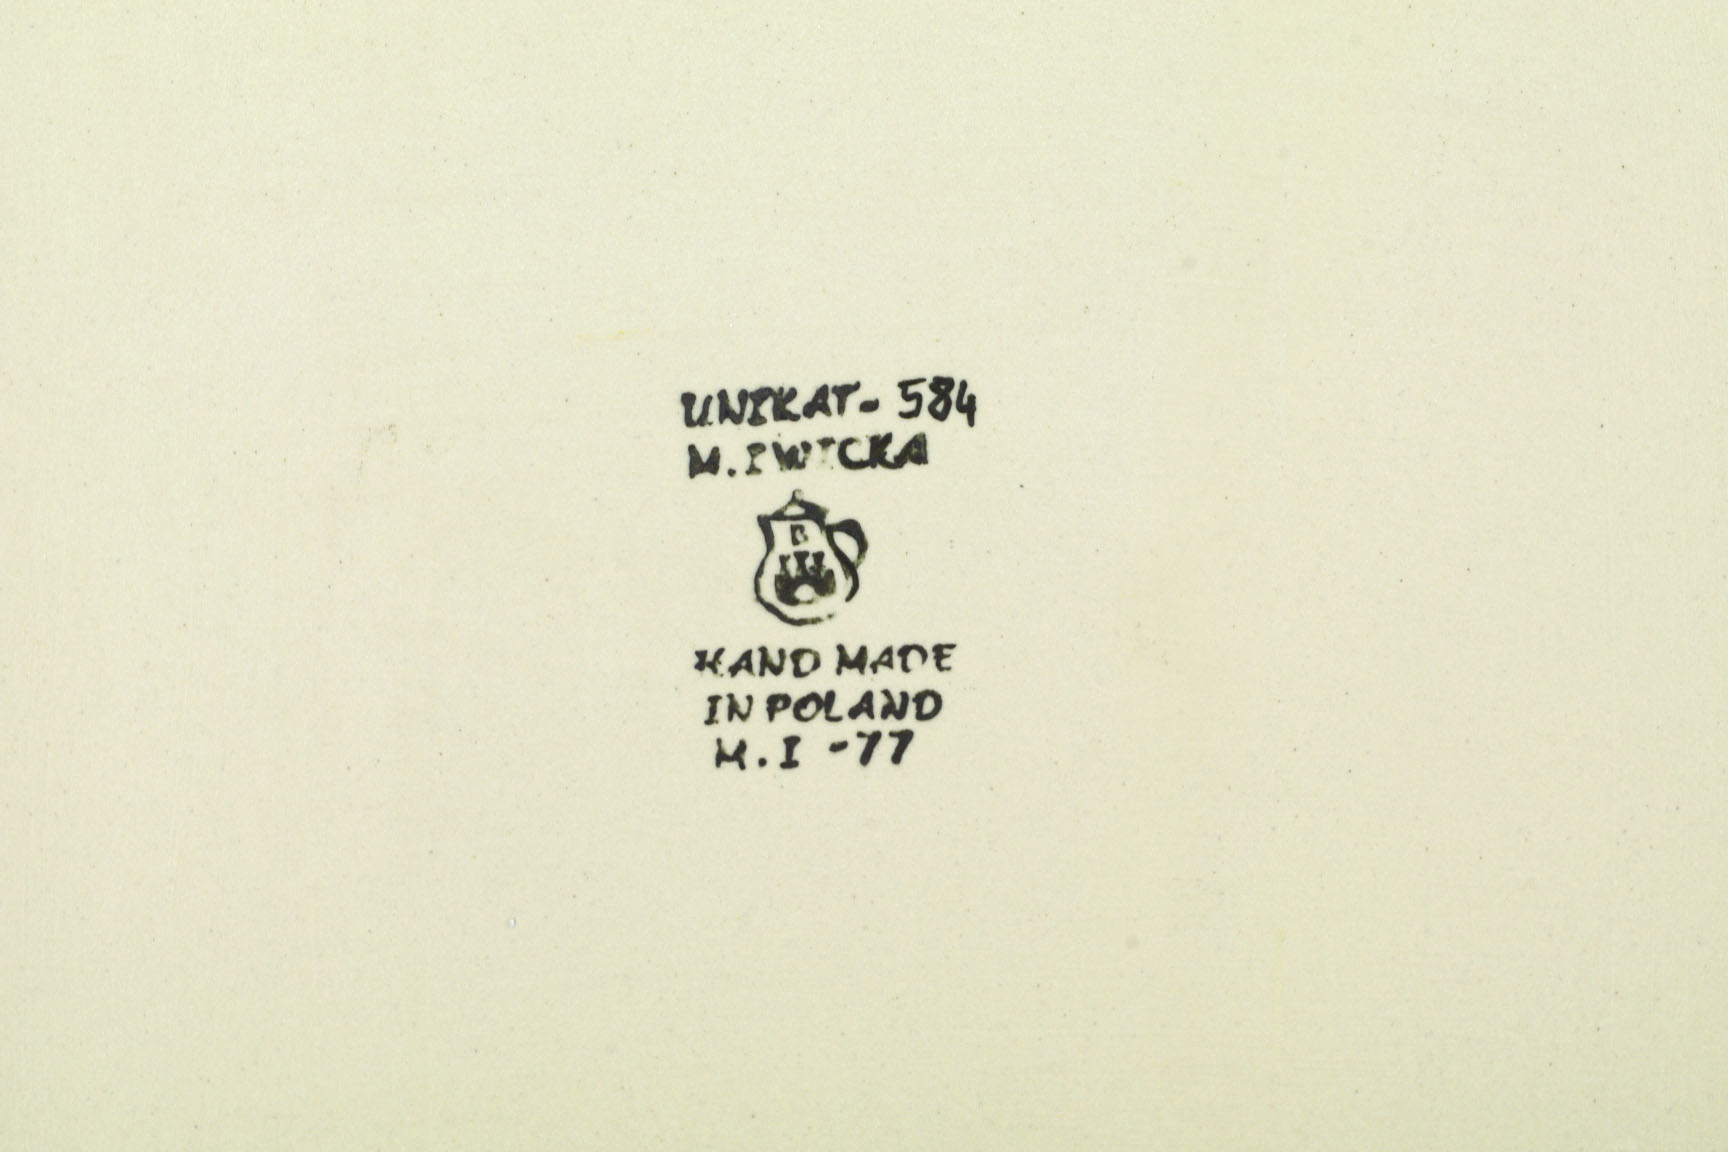 UNIKAT- 584
M. IWICKA
B
HAND MADE
IN POLAND
M. I -77